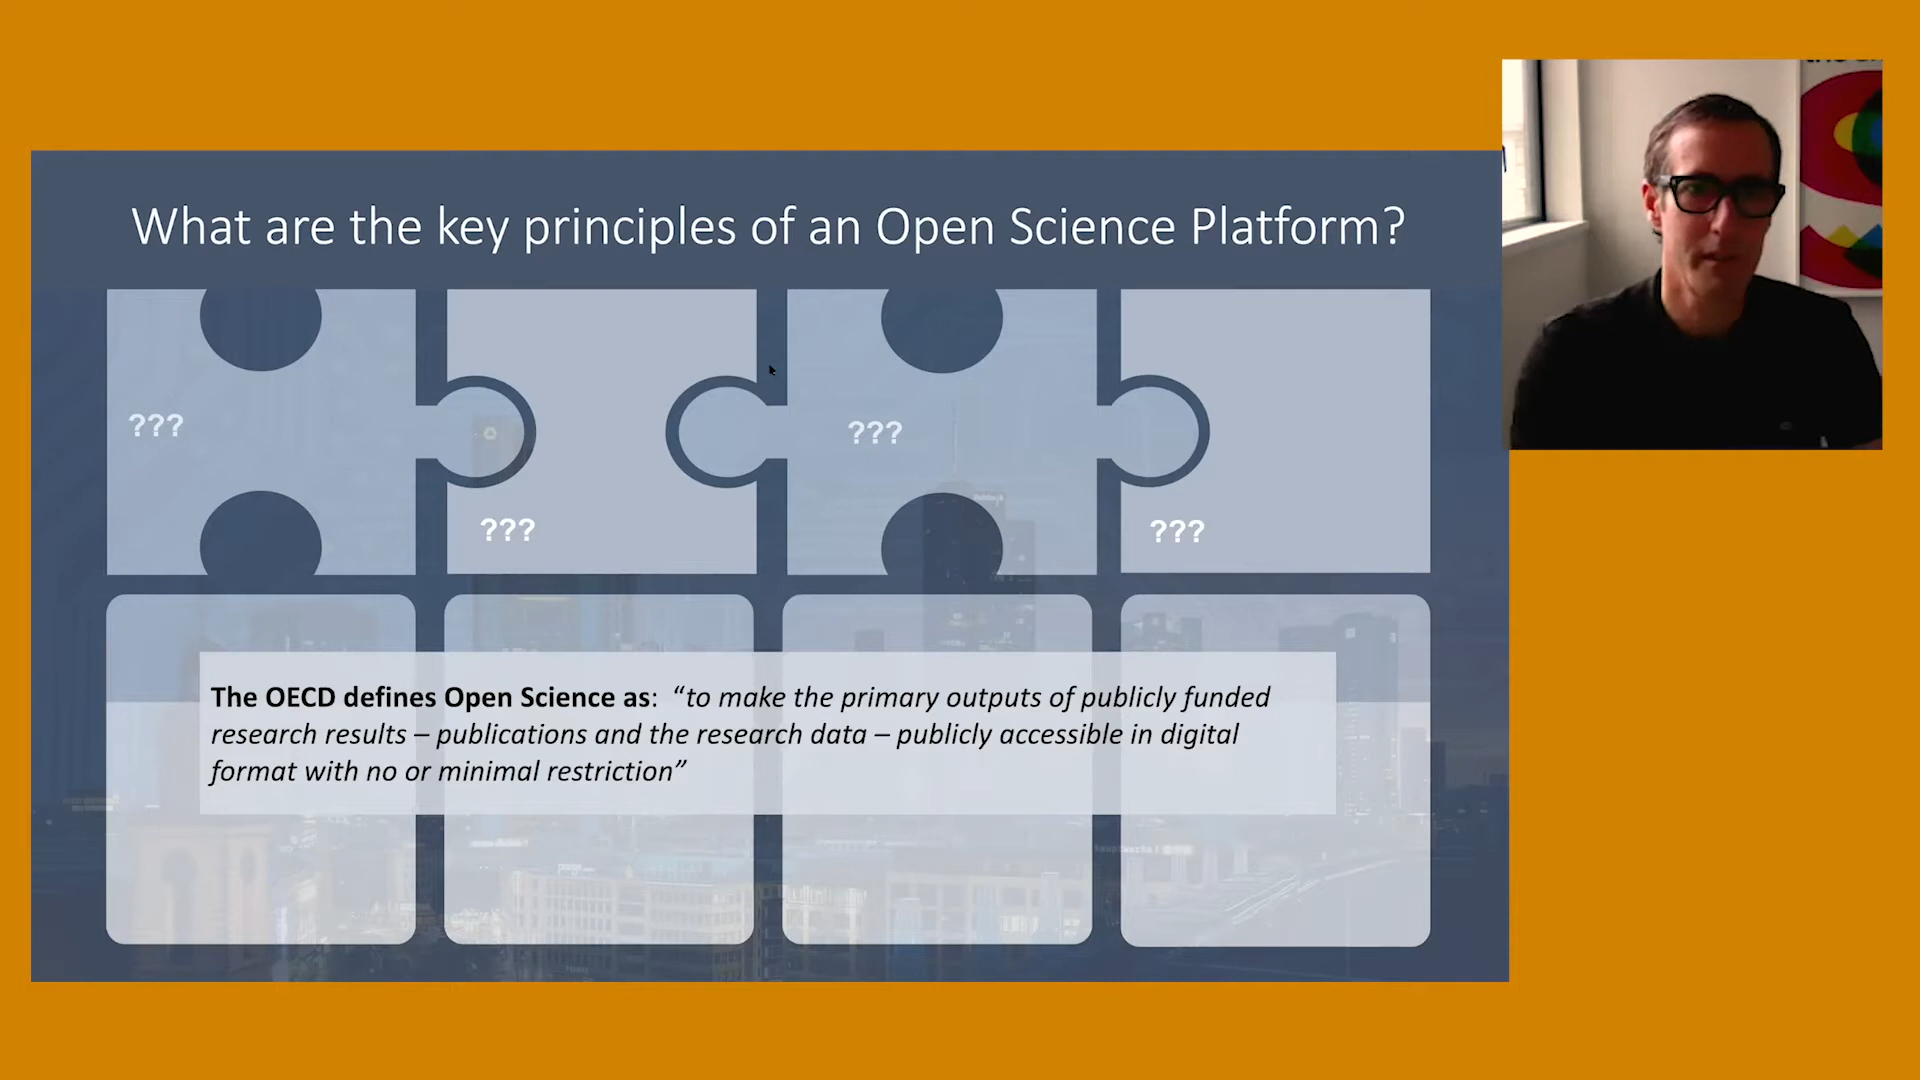 What are the key principles of an Open Science Platform?
???
???
???
???
The OECD defines Open Science as:  “to make the primary outputs of publicly funded
research results – publications and the research data – publicly accessible in digital
format with no or minimal restriction”